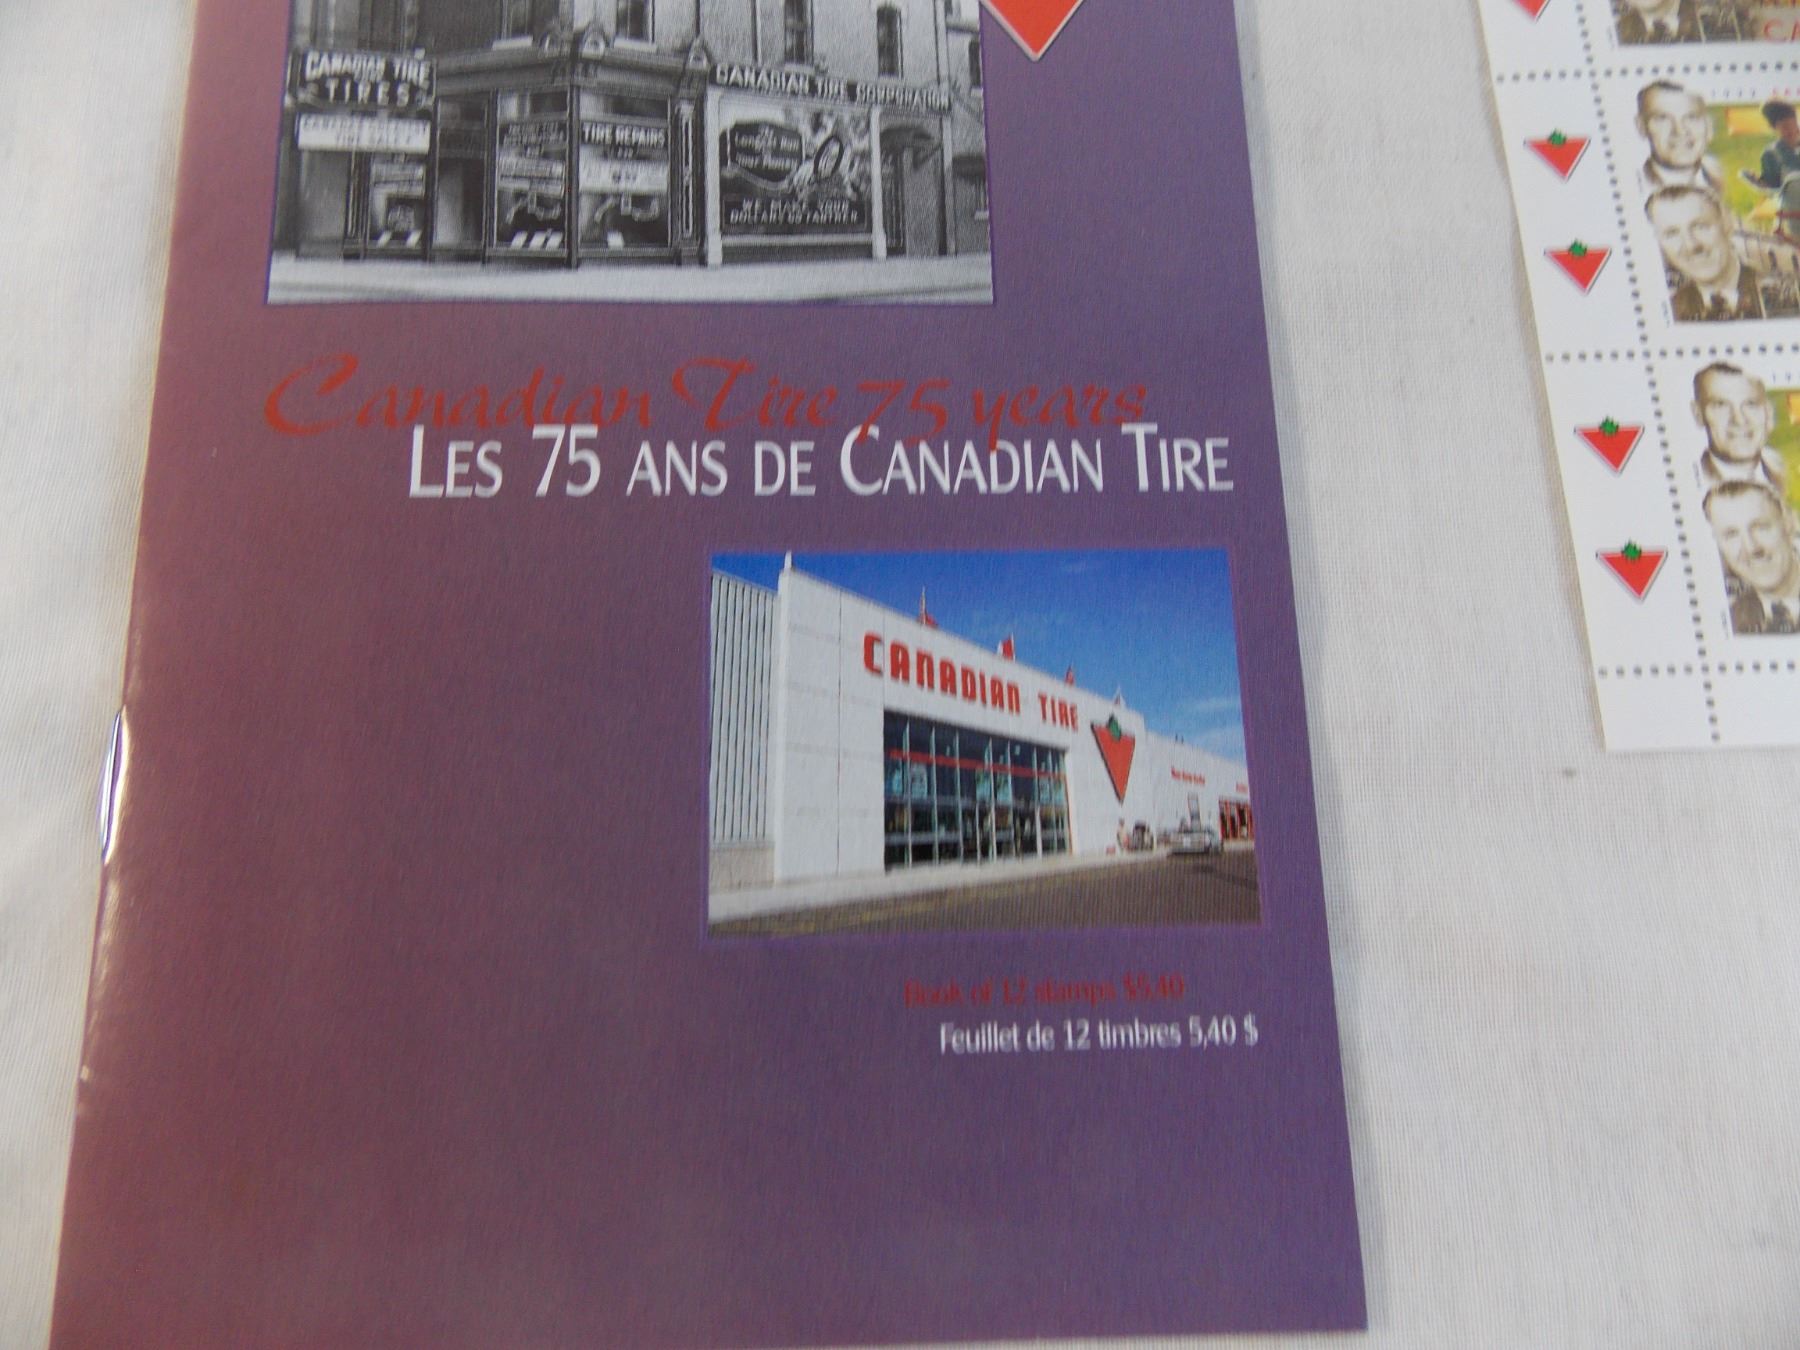 CANADIAN TIRE
TIRES
CANADIAN TIRE CORPORATION
TIRE REPAIRS
Canadian Tire 75 years
LES 75 ANS DE CANADIAN TIRE
CANADIAN TIRE
Book of 12 stamps $5.40
Feuillet de 12 timbres 5,40 $